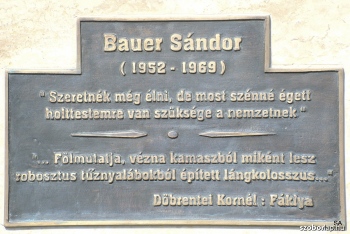 Bauer Sándor
( 1952 - 1969 )
" Szeretnék még élni, de most szénné égett
holttestemre van szüksége a nemzetnek "
"... Fölmutatja, vézna kamaszból miként lesz
robosztus tűznyalábokból épített lángkolosszus..."
Döbrentei Kornél : Fáklya
SA
szoborlap.hu